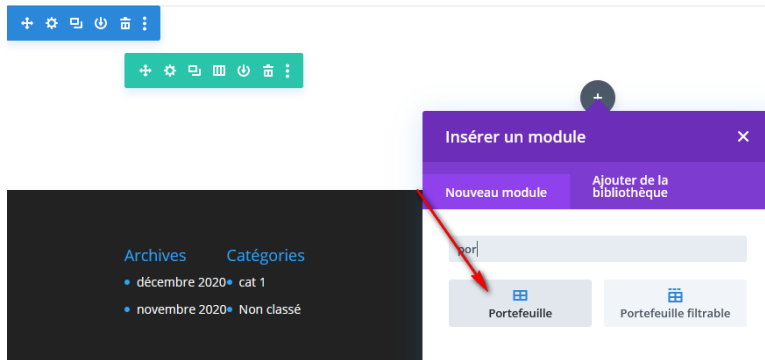 Insérer un module
Nouveau module
Ajouter de la
bibliothèque
por
Portefeuille
Portefeuille filtrable
Archives
décembre 2020
novembre 2020
Catégories
cat 1
Non classé